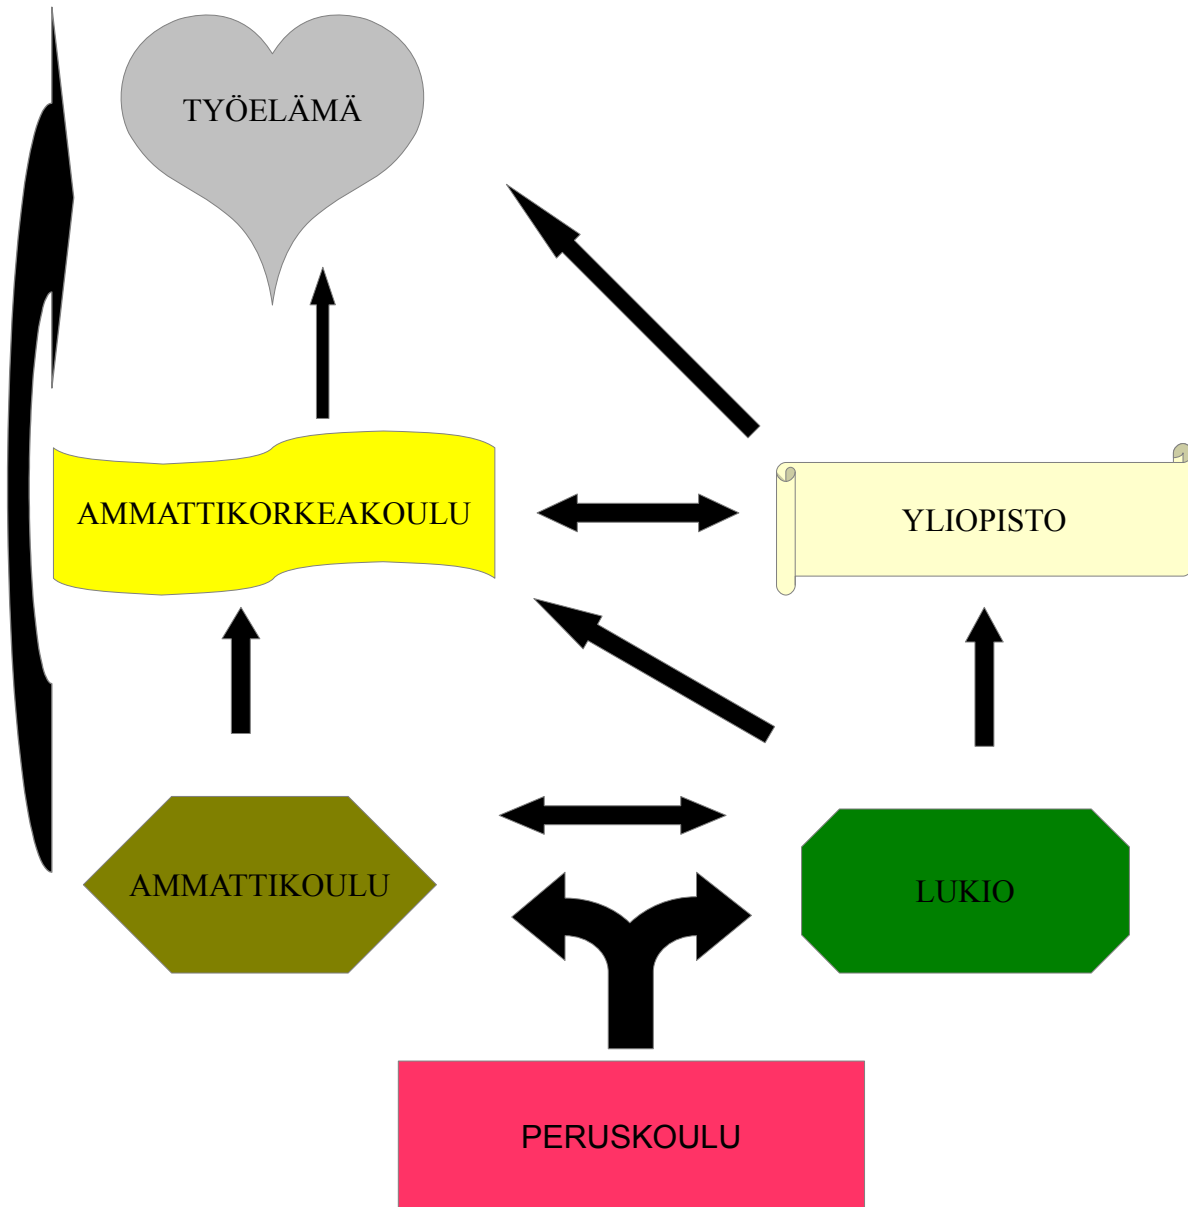 TYÖELÄMÄ
AMMATTIKORKEAKOULU
YLIOPISTO
AMMATTIKOULU
LUKIO
PERUSKOULU